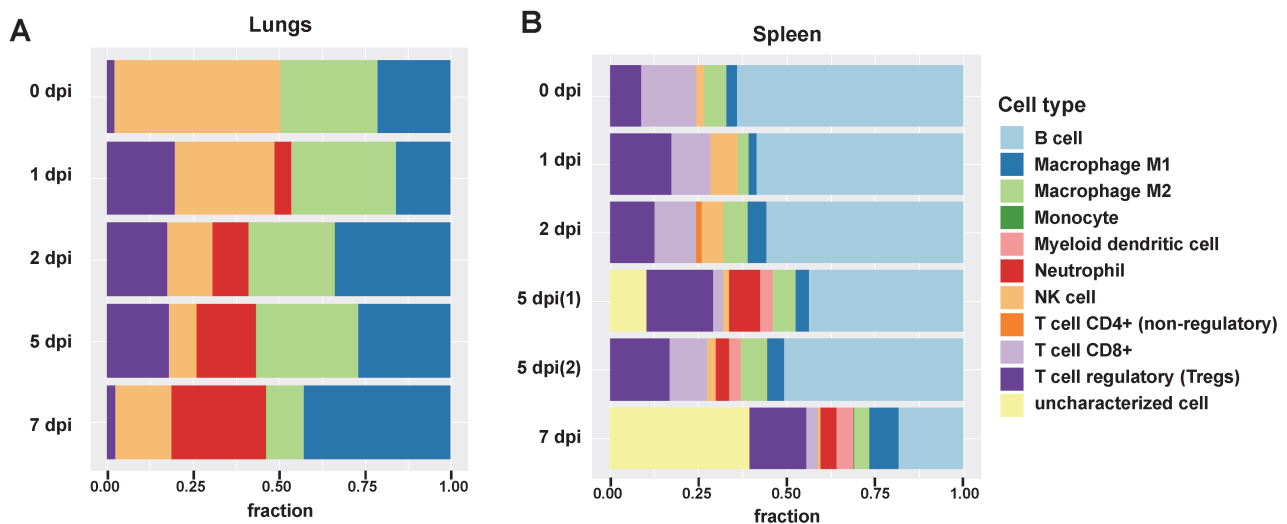 A
Lungs
0 dpi
1 dpi
2 dpi
5 dpi
7 dpi
0.00 0.25 0.50 0.75 1.00
fraction
B
Spleen
0 dpi
1 dpi
2 dpi
5 dpi(1)
5 dpi(2)
7 dpi
0.00 0.25 0.50 0.75 1.00
fraction
Cell type
B cell
Macrophage M1
Macrophage M2
Monocyte
Myeloid dendritic cell
Neutrophil
NK cell
T cell CD4+ (non-regulatory)
T cell CD8+
T cell regulatory (Tregs)
uncharacterized cell